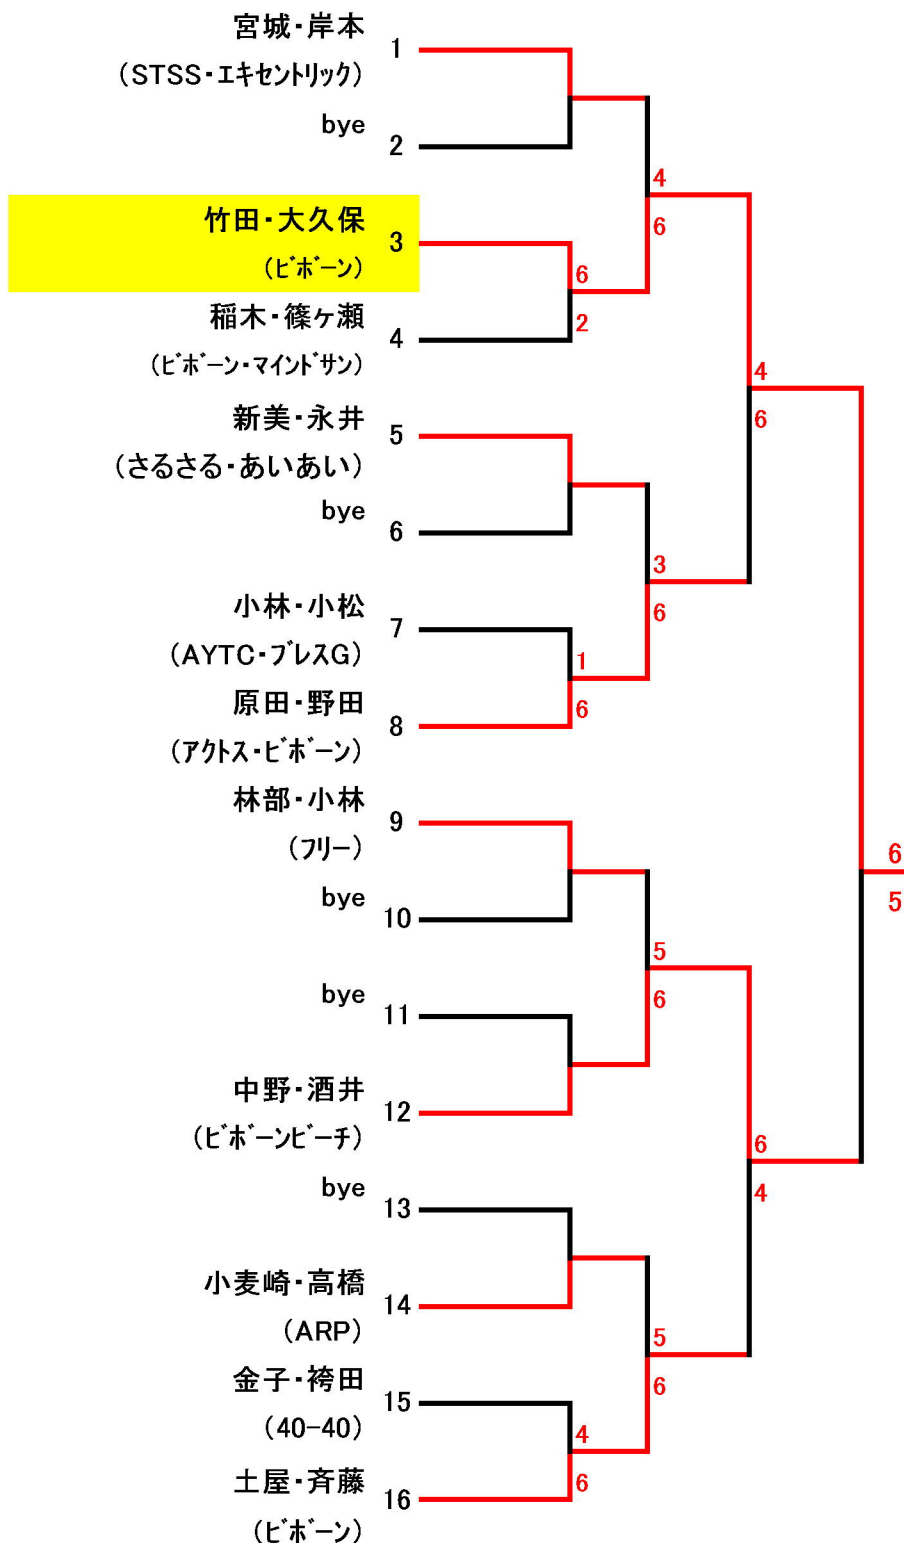 宮城・岸本
1
(STSS・エキセントリック)
bye
2
竹田・大久保
3
(ﾋﾞﾎﾞｰﾝ)
稲木・篠ヶ瀬
4
(ﾋﾞﾎﾞｰﾝ・ﾏｲﾝﾄﾞｻﾝ)
新美・永井
5
(さるさる・あいあい)
bye
6
小林・小松
7
(AYTC・ﾌﾞﾚｽG)
原田・野田
8
(ｱｸﾄｽ・ﾋﾞﾎﾞｰﾝ)
林部・小林
9
(ﾌﾘｰ)
bye
10
bye
11
中野・酒井
12
(ﾋﾞﾎﾞｰﾝﾋﾞｰﾁ)
bye
13
小麦崎・高橋
14
(ARP)
金子・袴田
15
(40-40)
土屋・斉藤
16
(ﾋﾞﾎﾞｰﾝ)
6
2
1
6
4
6
4
6
3
6
5
6
5
6
4
6
6
4
6
5